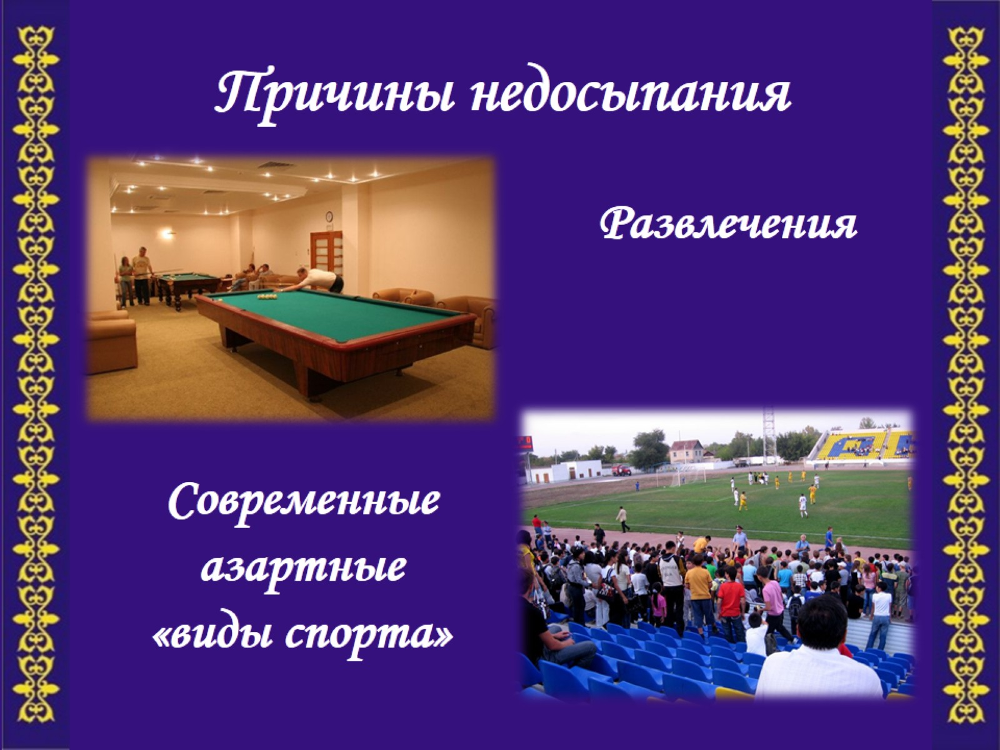 Причины недосыпания
Развлечения
Современные
азартные
«виды спорта»